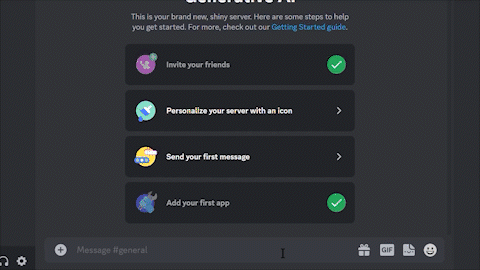 Generative AI
This is your brand new, shiny server. Here are some steps to help
you get started. For more, check out our Getting Started guide.
Invite your friends
Personalize your server with an icon
Send your first message
Add your first app
Message #general
GIF